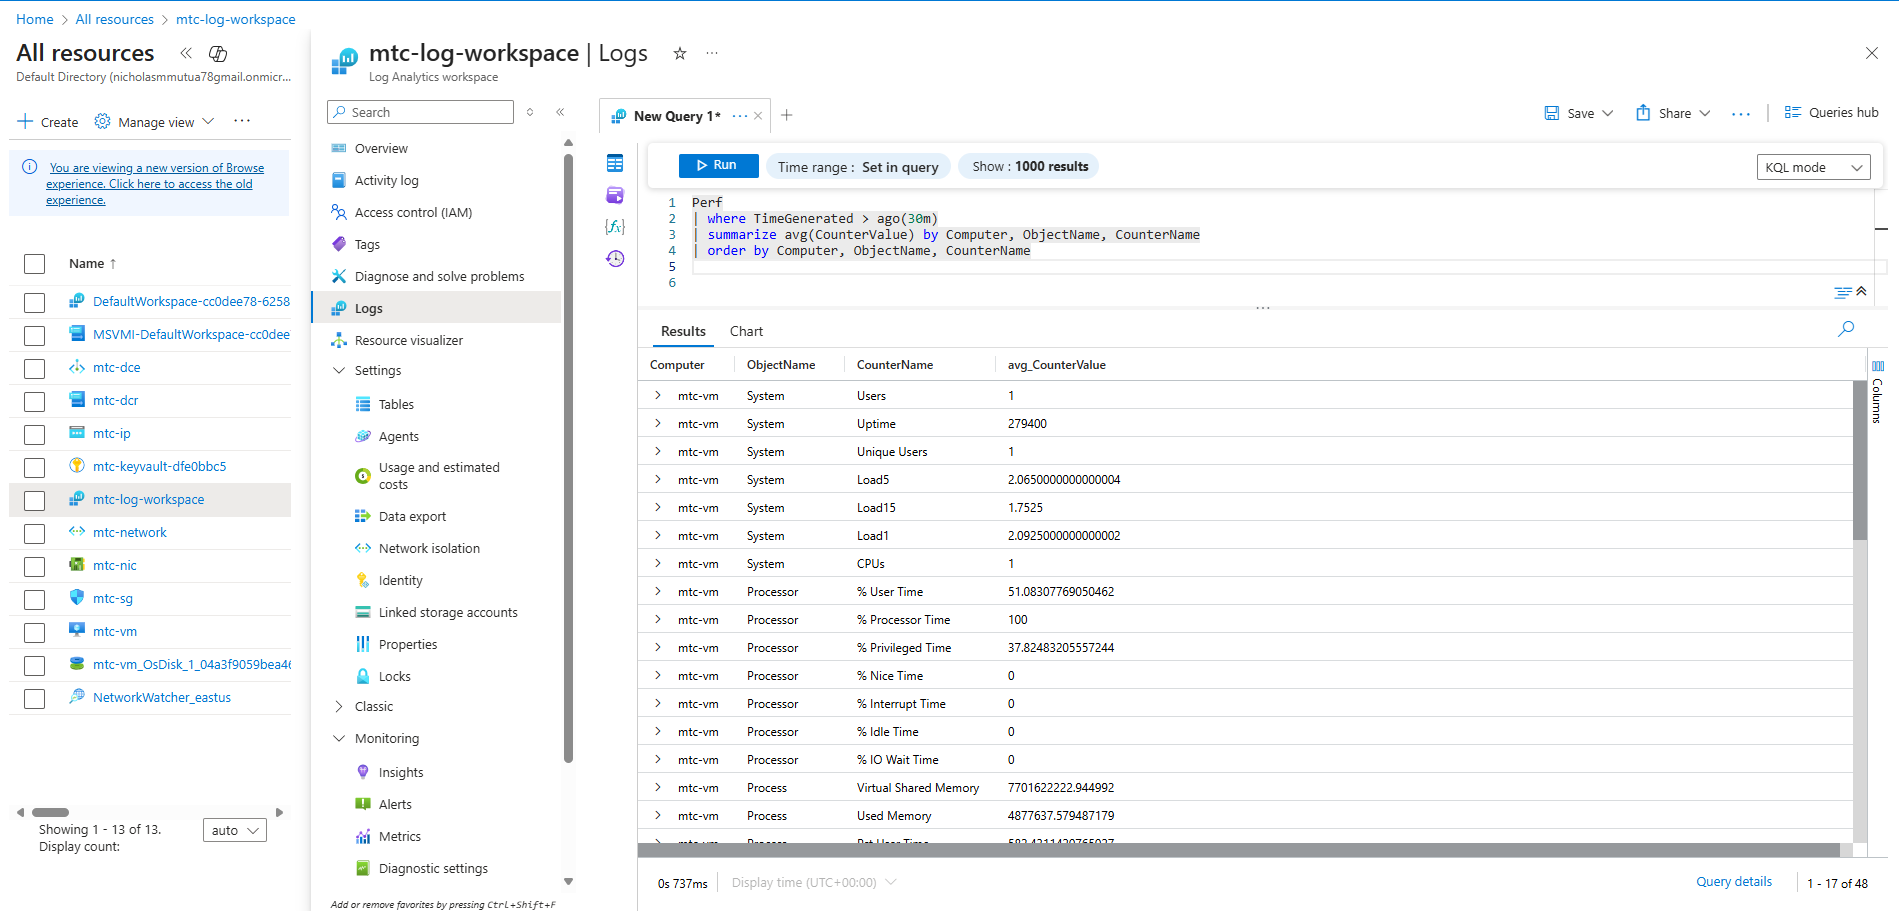 Home > All resources > mtc-log-workspace
All resources
Default Directory (nicholasmmutua78gmail.onmicr...
Create
Manage view
You are viewing a new version of Browse
experience. Click here to access the old
experience.
Name ↑
DefaultWorkspace-cc0dee78-6258
MSVMI-DefaultWorkspace-cc0dee
mtc-dce
mtc-dcr
mtc-ip
mtc-keyvault-dfe0bbc5
mtc-log-workspace
mtc-network
mtc-nic
mtc-sg
mtc-vm
mtc-vm_OsDisk_1_04a3f9059bea46
NetworkWatcher_eastus
Showing 1 - 13 of 13.
Display count:
auto
mtc-log-workspace | Logs
Log Analytics workspace
Search
Overview
Activity log
Access control (IAM)
Tags
Diagnose and solve problems
Logs
Resource visualizer
Settings
Tables
Agents
Usage and estimated
costs
Data export
Network isolation
Identity
Linked storage accounts
Properties
Locks
Classic
Monitoring
Insights
Alerts
Metrics
Diagnostic settings
Add or remove favorites by pressing Ctrl+Shift+F
New Query 1* ...
Save
Share
Queries hub
Run
Time range : Set in query
Show : 1000 results
KQL mode
1 Perf
2 | where TimeGenerated > ago(30m)
3 | summarize avg(CounterValue) by Computer, ObjectName, CounterName
4 | order by Computer, ObjectName, CounterName
5
6
Results Chart
Computer ObjectName CounterName avg_CounterValue
mtc-vm System Users 1
mtc-vm System Uptime 279400
mtc-vm System Unique Users 1
mtc-vm System Load5 2.0650000000000004
mtc-vm System Load15 1.7525
mtc-vm System Load1 2.0925000000000002
mtc-vm System CPUs 1
mtc-vm Processor % User Time 51.08307769050462
mtc-vm Processor % Processor Time 100
mtc-vm Processor % Privileged Time 37.82483205557244
mtc-vm Processor % Nice Time 0
mtc-vm Processor % Interrupt Time 0
mtc-vm Processor % Idle Time 0
mtc-vm Processor % IO Wait Time 0
mtc-vm Process Virtual Shared Memory 7701622222.944992
mtc-vm Process Used Memory 4877637.579487179
mtc-vm Process Pct User Time
Columns
0s 737ms
Display time (UTC+00:00)
Query details
1 - 17 of 48